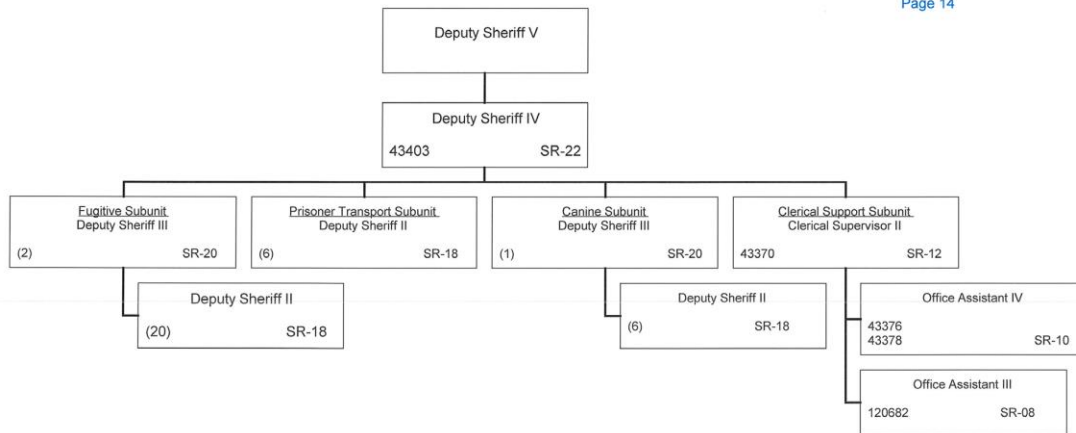 Page 14
Deputy Sheriff V
Deputy Sheriff IV
43403 SR-22
Fugitive Subunit
Deputy Sheriff III
(2) SR-20
Prisoner Transport Subunit
Deputy Sheriff II
(6) SR-18
Canine Subunit
Deputy Sheriff III
(1) SR-20
Clerical Support Subunit
Clerical Supervisor II
43370 SR-12
Deputy Sheriff II
(20) SR-18
Deputy Sheriff II
(6) SR-18
Office Assistant IV
43376
43378 SR-10
Office Assistant III
120682 SR-08